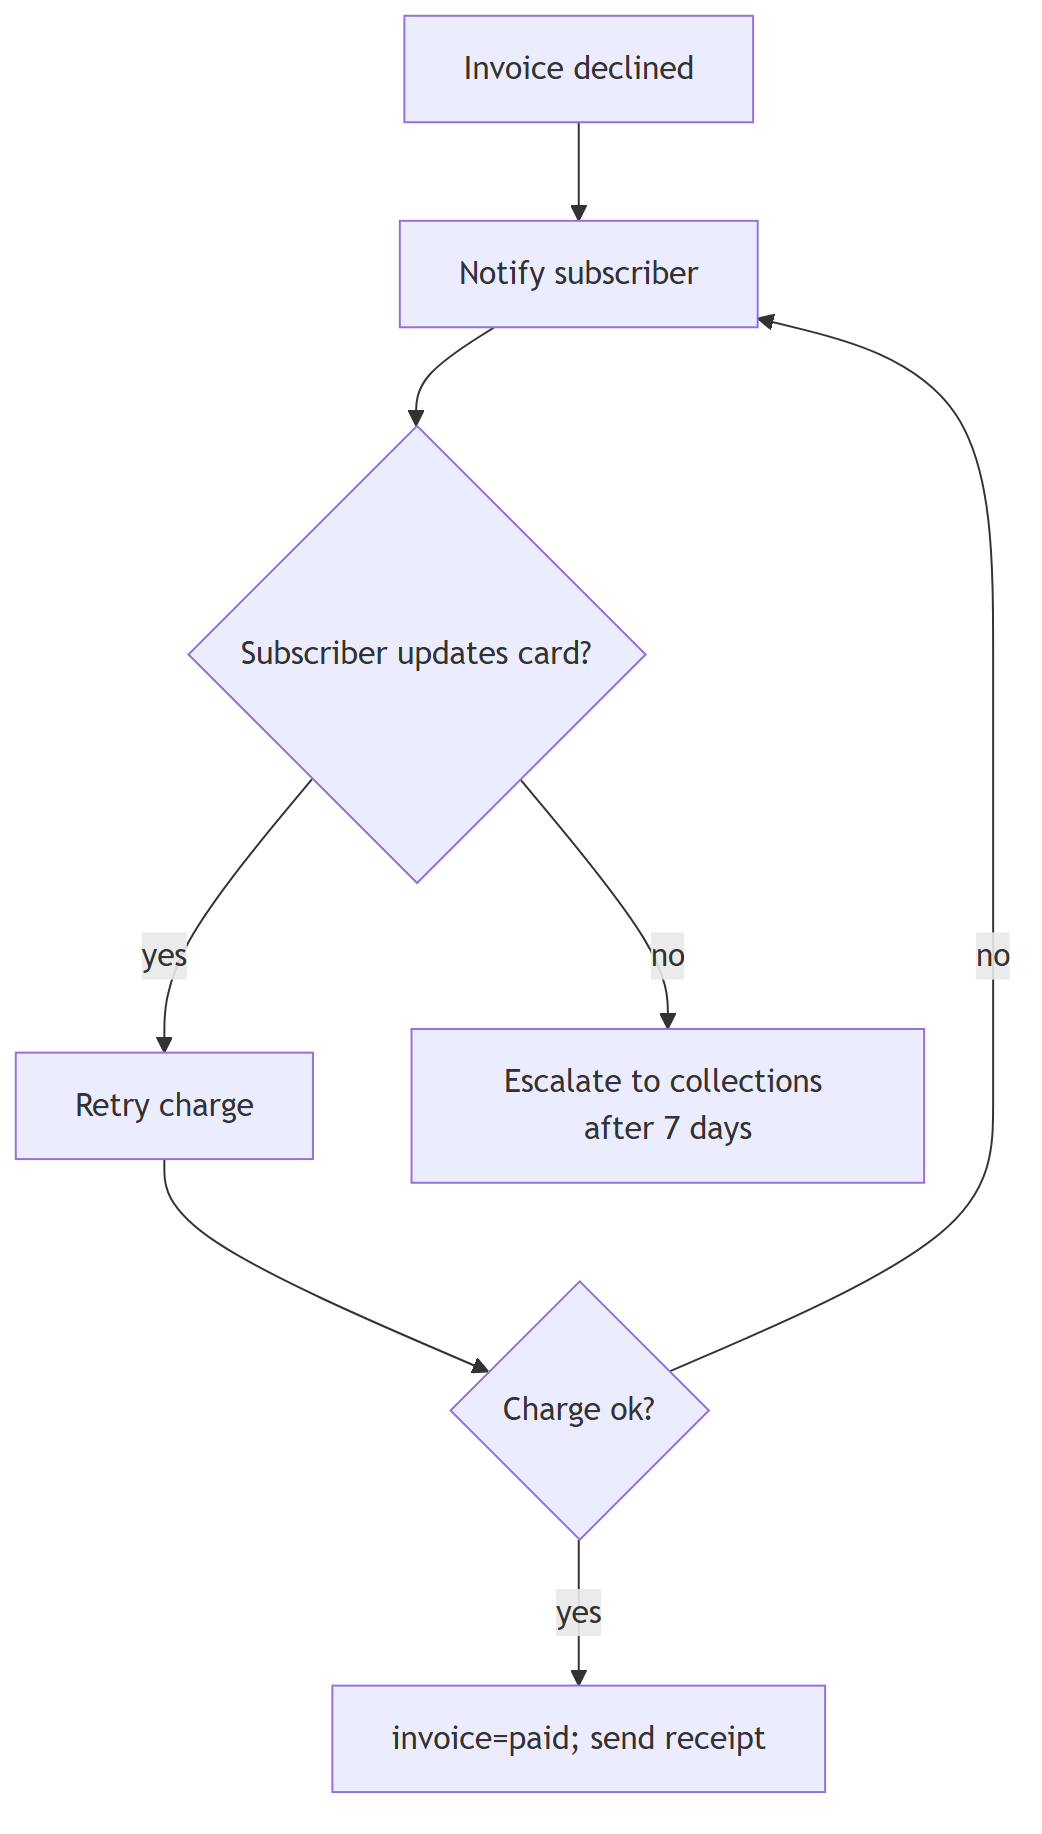 Invoice declined
Notify subscriber
Subscriber updates card?
yes
no
no
Retry charge
Escalate to collections
after 7 days
Charge ok?
yes
invoice=paid; send receipt